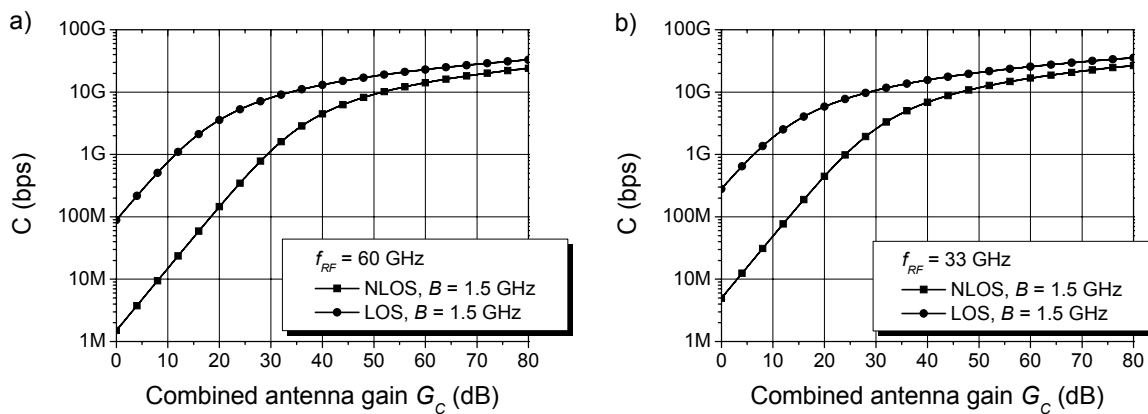 a)
100G
10G
1G
100M
10M
1M
C (bps)
0 10 20 30 40 50 60 70 80
Combined antenna gain G_C (dB)
f_RF = 60 GHz
NLOS, B = 1.5 GHz
LOS, B = 1.5 GHz
b)
100G
10G
1G
100M
10M
1M
C (bps)
0 10 20 30 40 50 60 70 80
Combined antenna gain G_C (dB)
f_RF = 33 GHz
NLOS, B = 1.5 GHz
LOS, B = 1.5 GHz